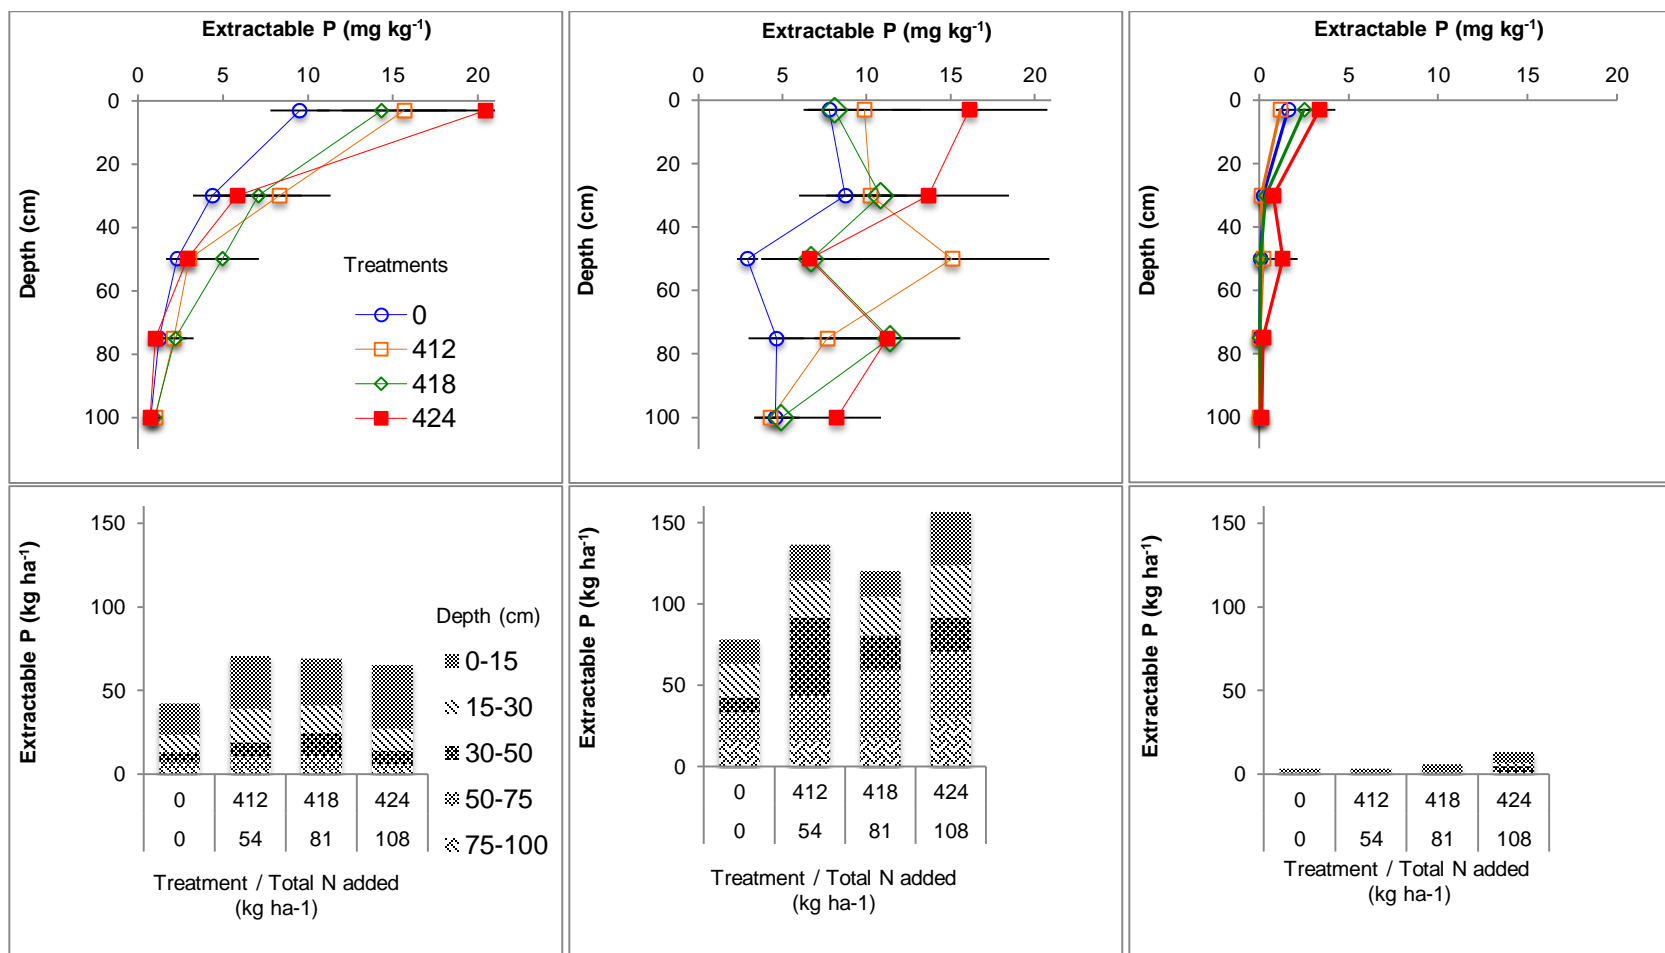 Extractable P (mg kg-1)
0 5 10 15 20
0
20
40
60
80
100
Depth (cm)
Treatments
0
412
418
424
Extractable P (mg kg-1)
0 5 10 15 20
0
20
40
60
80
100
Depth (cm)
Extractable P (mg kg-1)
0 5 10 15 20
0
20
40
60
80
100
Depth (cm)
Extractable P (kg ha-1)
150
100
50
0
0 412 418 424
0 54 81 108
Treatment / Total N added
(kg ha-1)
Depth (cm)
0-15
15-30
30-50
50-75
75-100
Extractable P (kg ha-1)
150
100
50
0
0 412 418 424
0 54 81 108
Treatment / Total N added
(kg ha-1)
Extractable P (kg ha-1)
150
100
50
0
0 412 418 424
0 54 81 108
Treatment / Total N added
(kg ha-1)